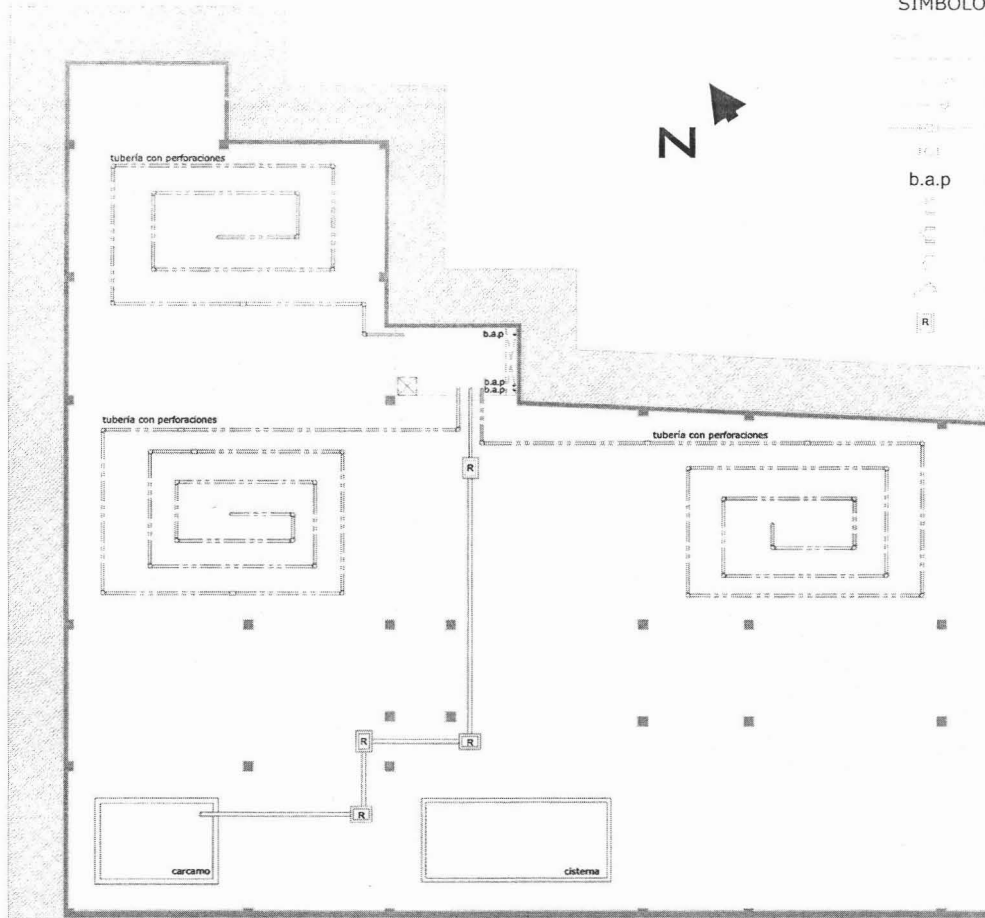 SIMBOLO
N
b.a.p
R
tubería con perforaciones
b.a.p
b.a.p
b.a.p
tubería con perforaciones
tubería con perforaciones
R
R
R
R
carcamo
cisterna